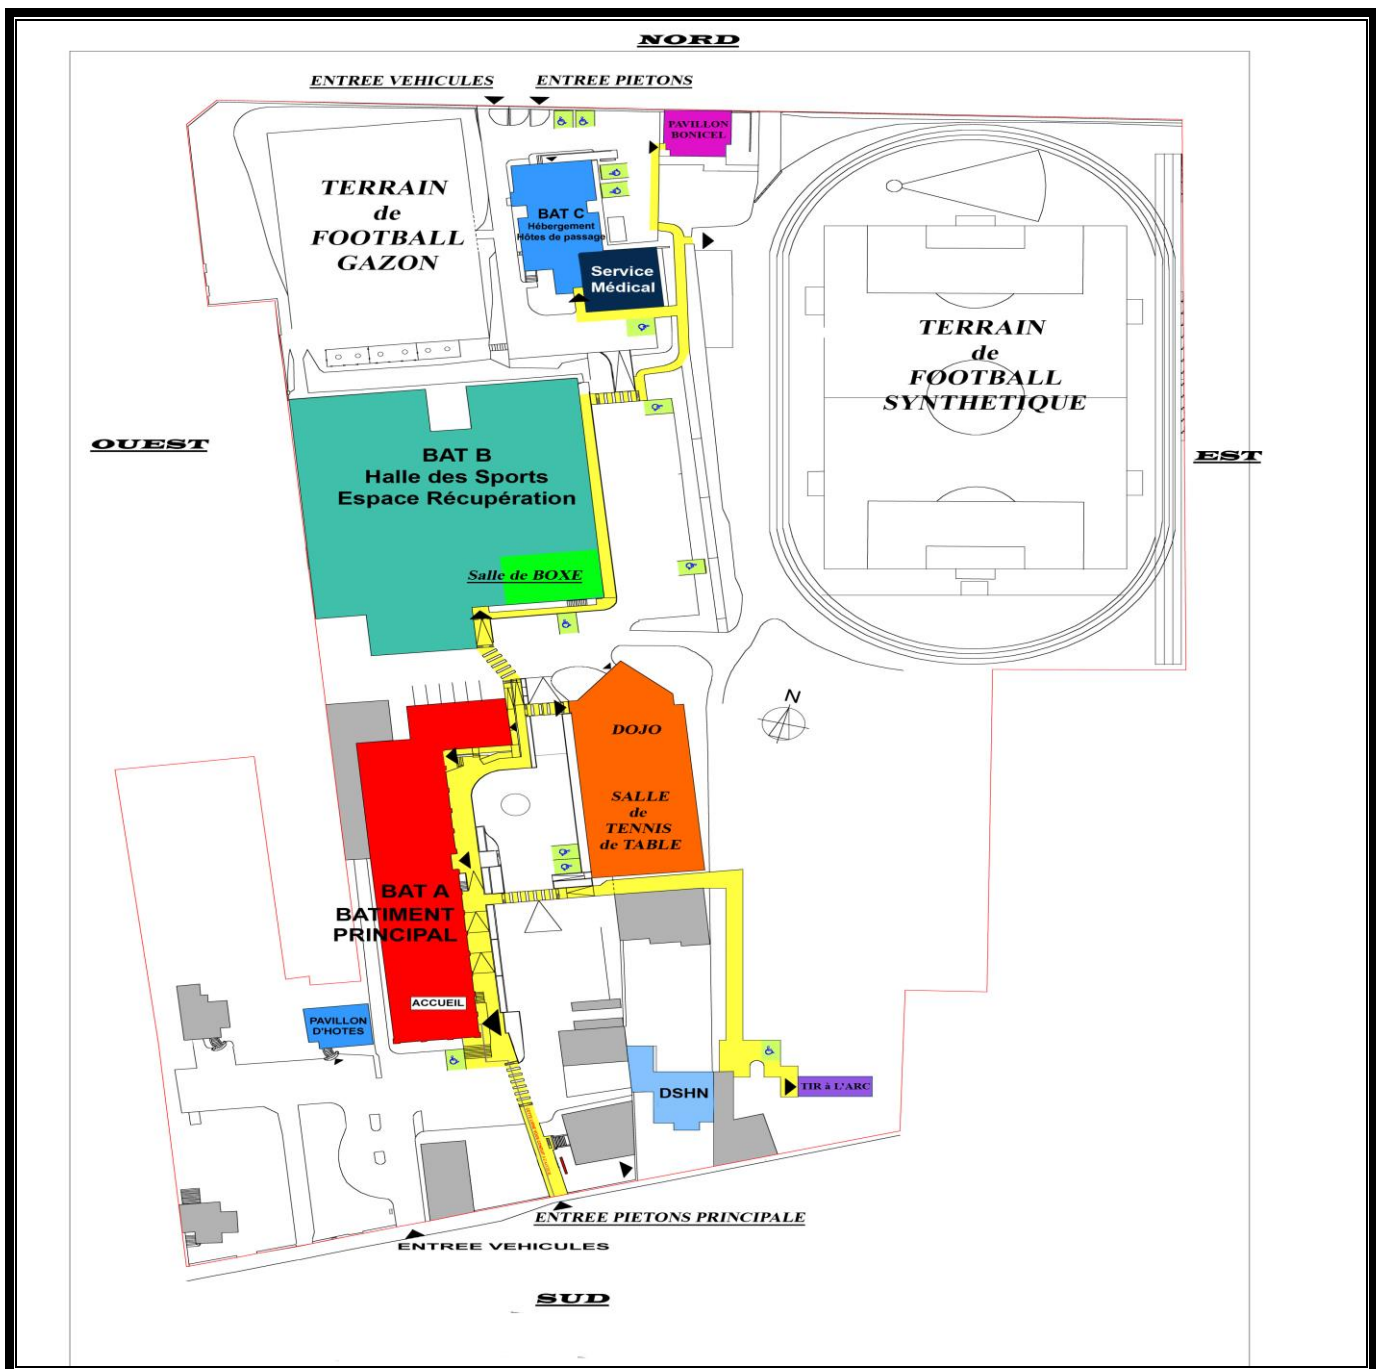 NORD
ENTREE VEHICULES
ENTREE PIETONS
PAVILLON
BONICEL
TERRAIN
de
FOOTBALL
GAZON
BAT C
Hébergement
Hôtes de passage
Service
Médical
TERRAIN
de
FOOTBALL
SYNTHETIQUE
OUEST
EST
BAT B
Halle des Sports
Espace Récupération
Salle de BOXE
N
DOJO
SALLE
de
TENNIS
de TABLE
BAT A
BATIMENT
PRINCIPAL
ACCUEIL
PAVILLON
D'HOTES
DSHN
TIR à L'ARC
ENTREE PIETONS PRINCIPALE
ENTREE VEHICULES
SUD